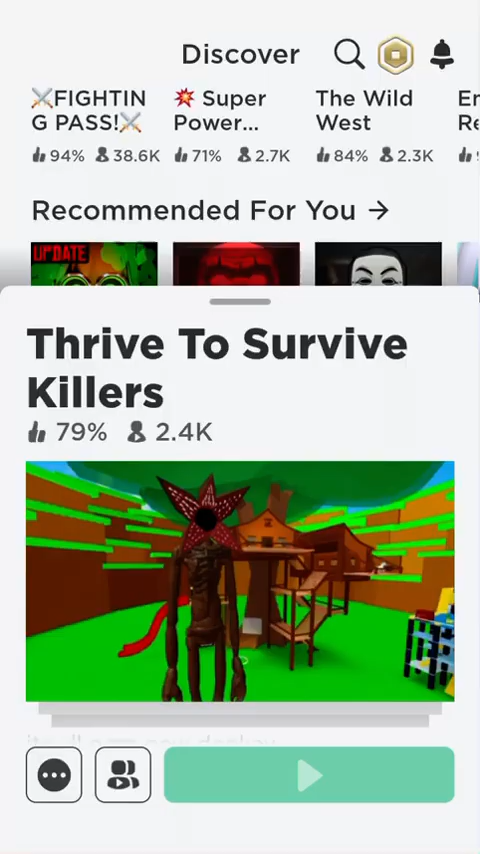 Discover
⚔️FIGHTIN
G PASS!⚔️
94% 38.6K
💥 Super
Power...
71% 2.7K
The Wild
West
84% 2.3K
Recommended For You →
UPDATE
Thrive To Survive
Killers
79% 2.4K